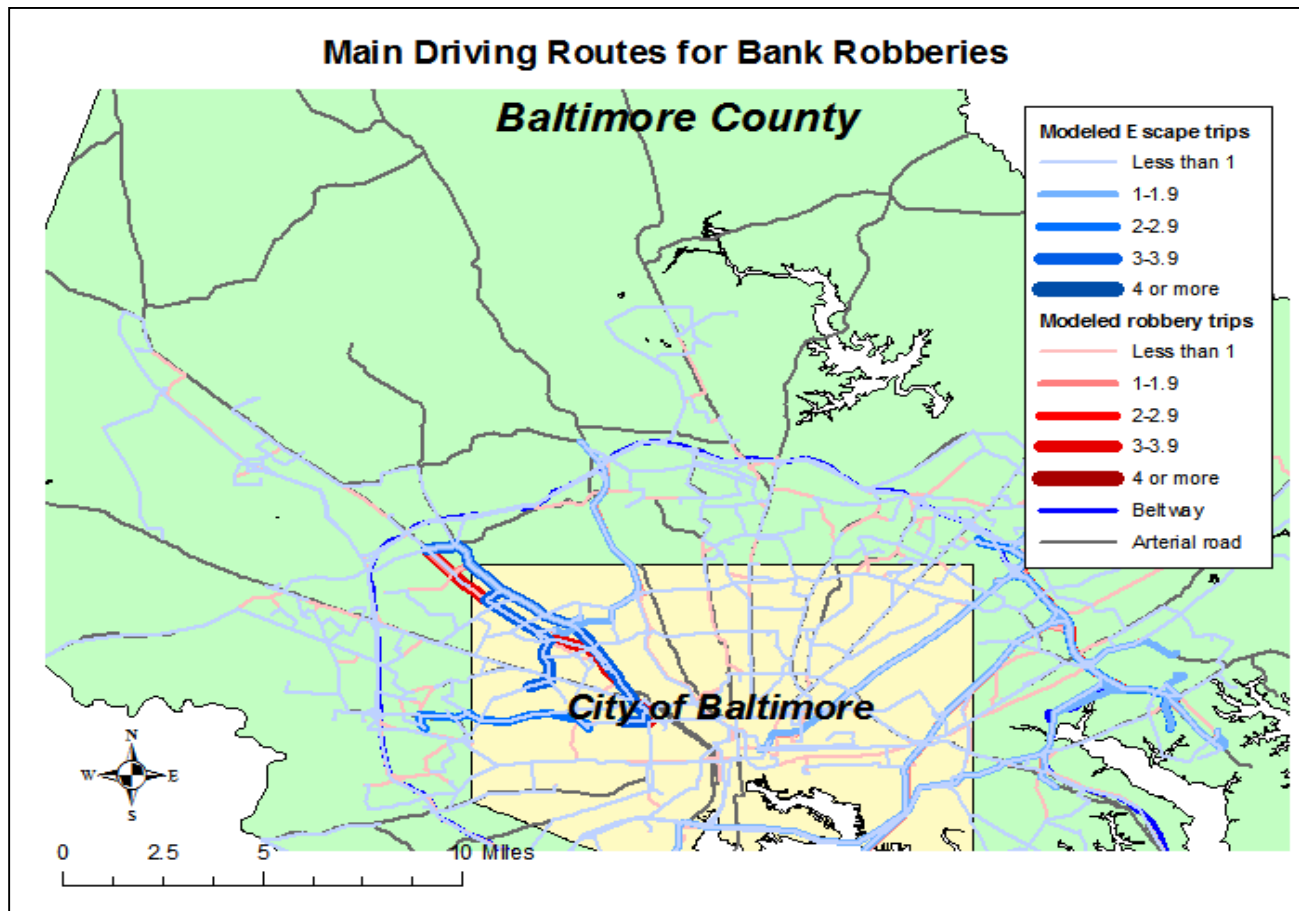 Main Driving Routes for Bank Robberies
Baltimore County
Modeled E scape trips
Less than 1
1-1.9
2-2.9
3-3.9
4 or more
Modeled robbery trips
Less than 1
1-1.9
2-2.9
3-3.9
4 or more
Beltway
Arterial road
City of Baltimore
N
W
E
S
0 2.5 5 10 Miles